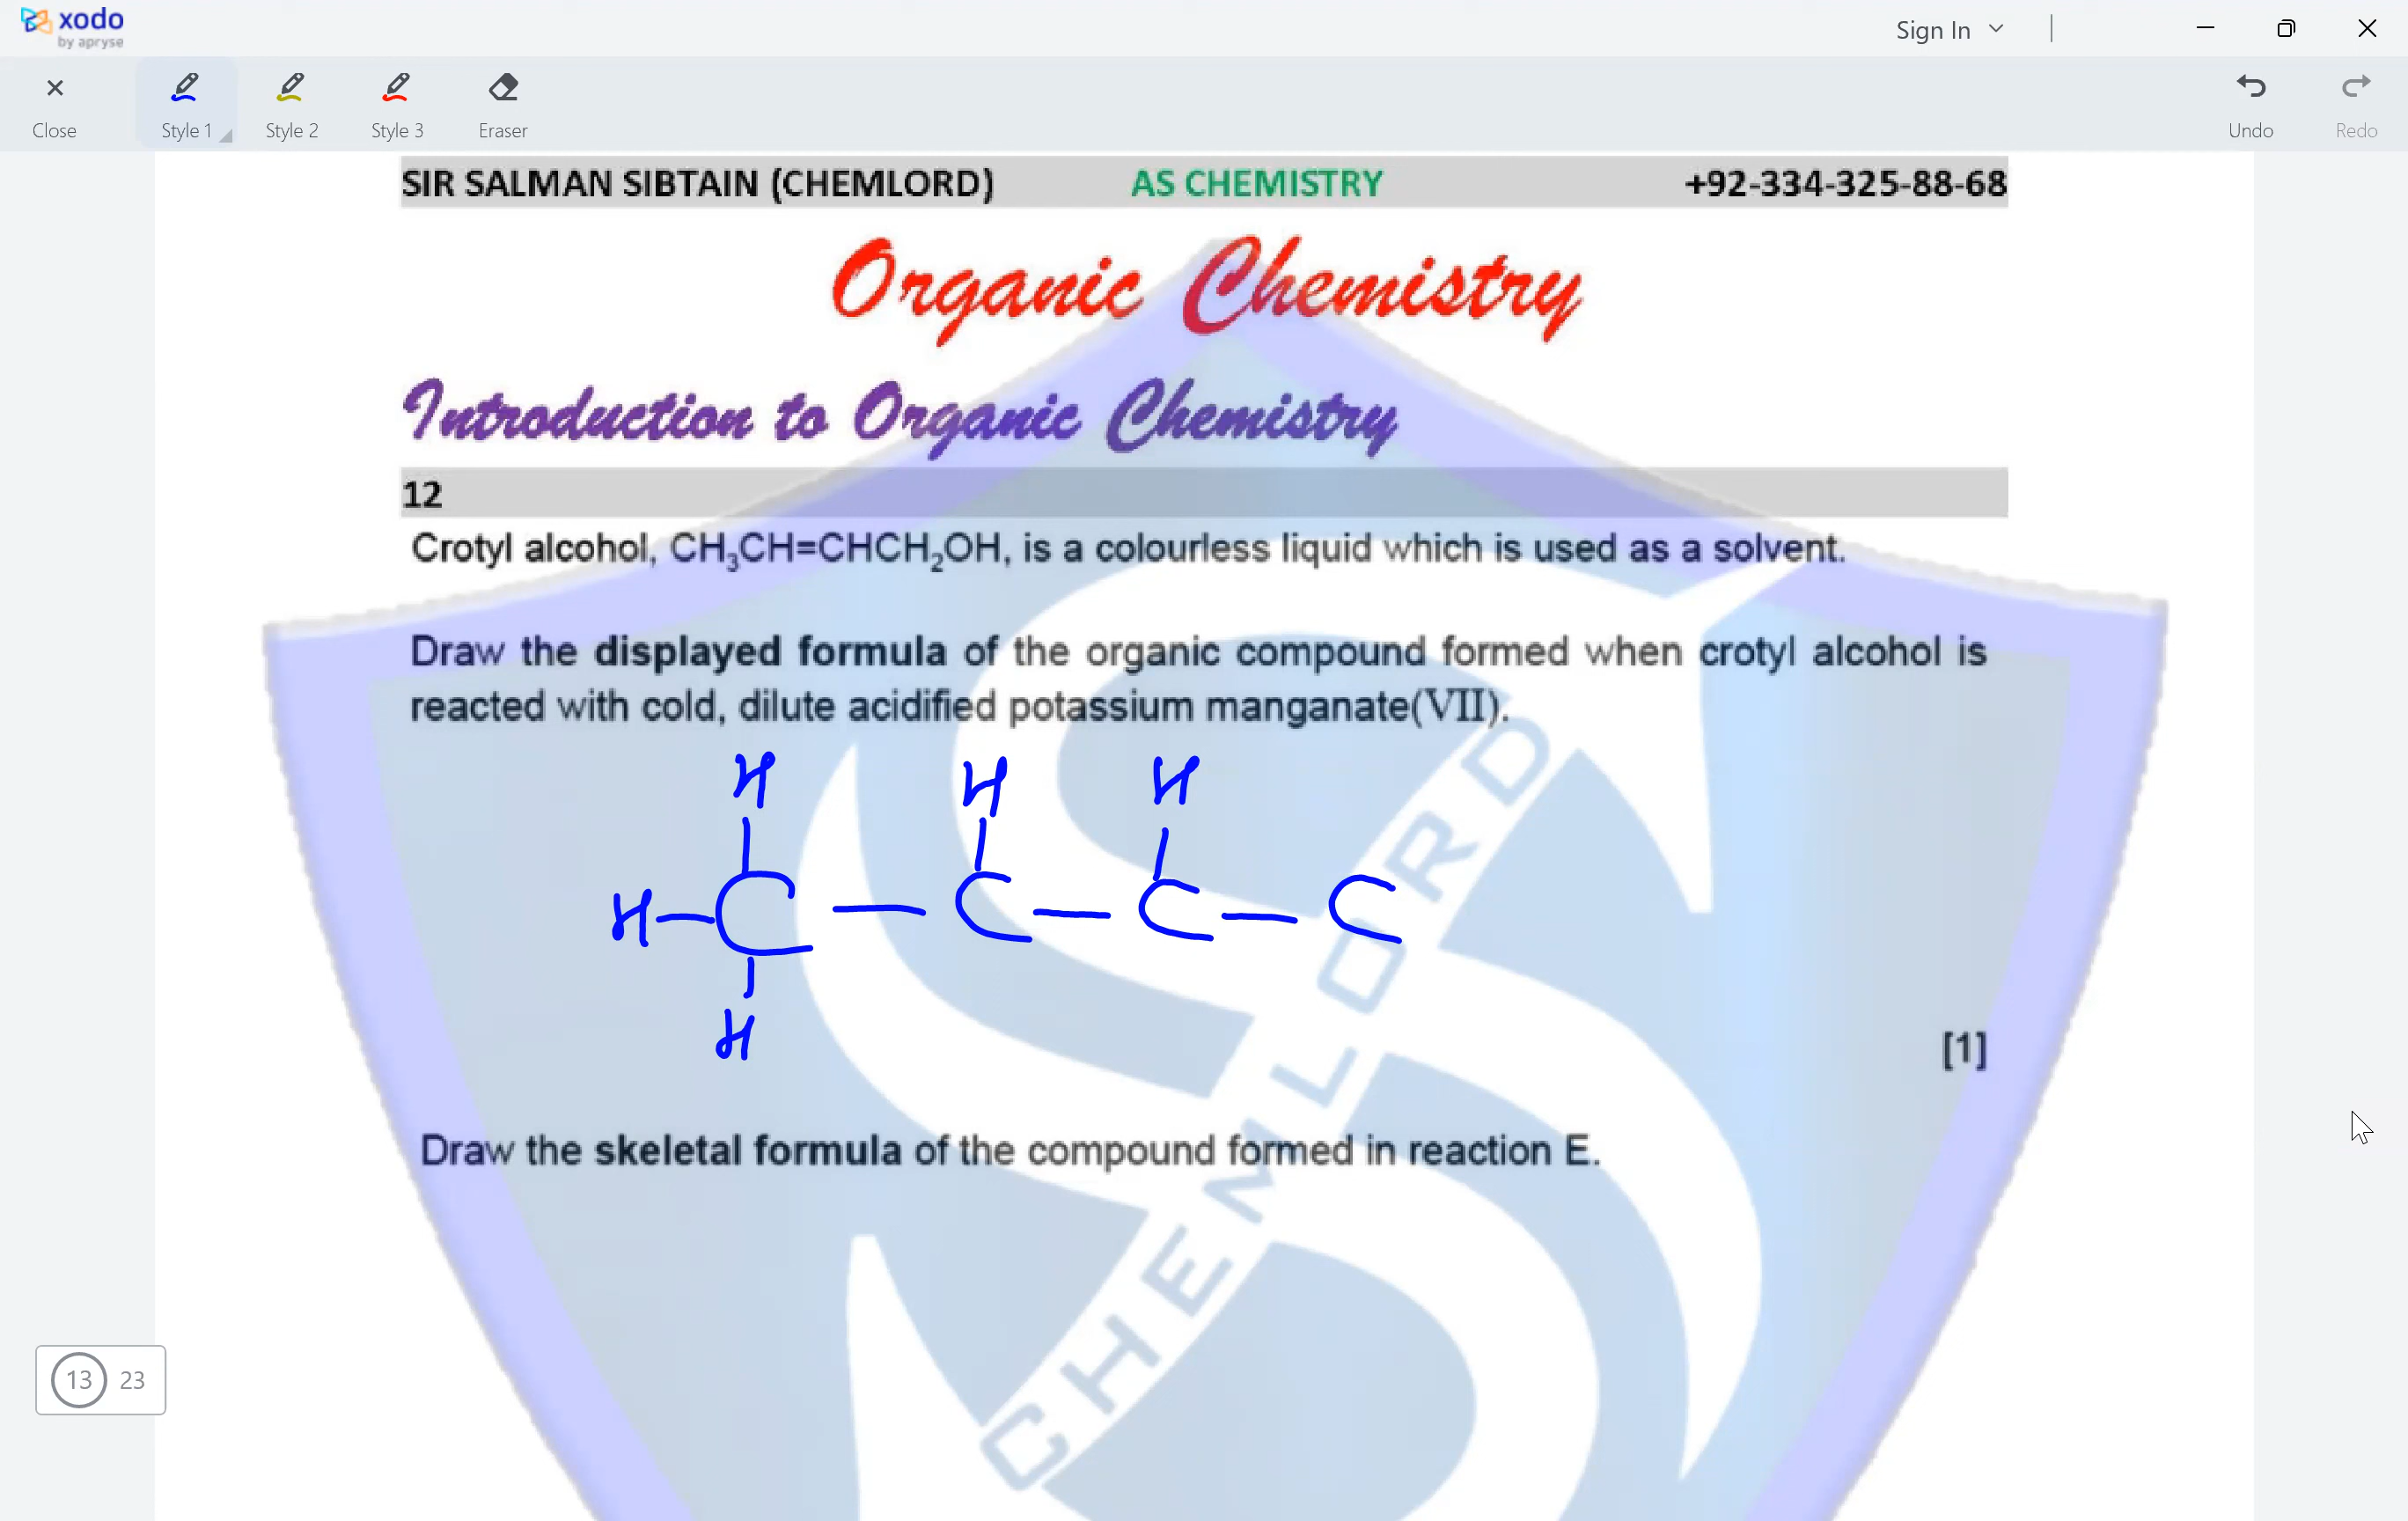 xodo
by apryse
Sign In
Close
Style 1
Style 2
Style 3
Eraser
Undo
Redo
SIR SALMAN SIBTAIN (CHEMLORD) AS CHEMISTRY +92-334-325-88-68
Organic Chemistry
Introduction to Organic Chemistry
12
Crotyl alcohol, CH₃CH=CHCH₂OH, is a colourless liquid which is used as a solvent.
Draw the displayed formula of the organic compound formed when crotyl alcohol is
reacted with cold, dilute acidified potassium manganate(VII).
H H H
H–C–C–C–C
H
[1]
Draw the skeletal formula of the compound formed in reaction E.
CHEMLORD
13 23